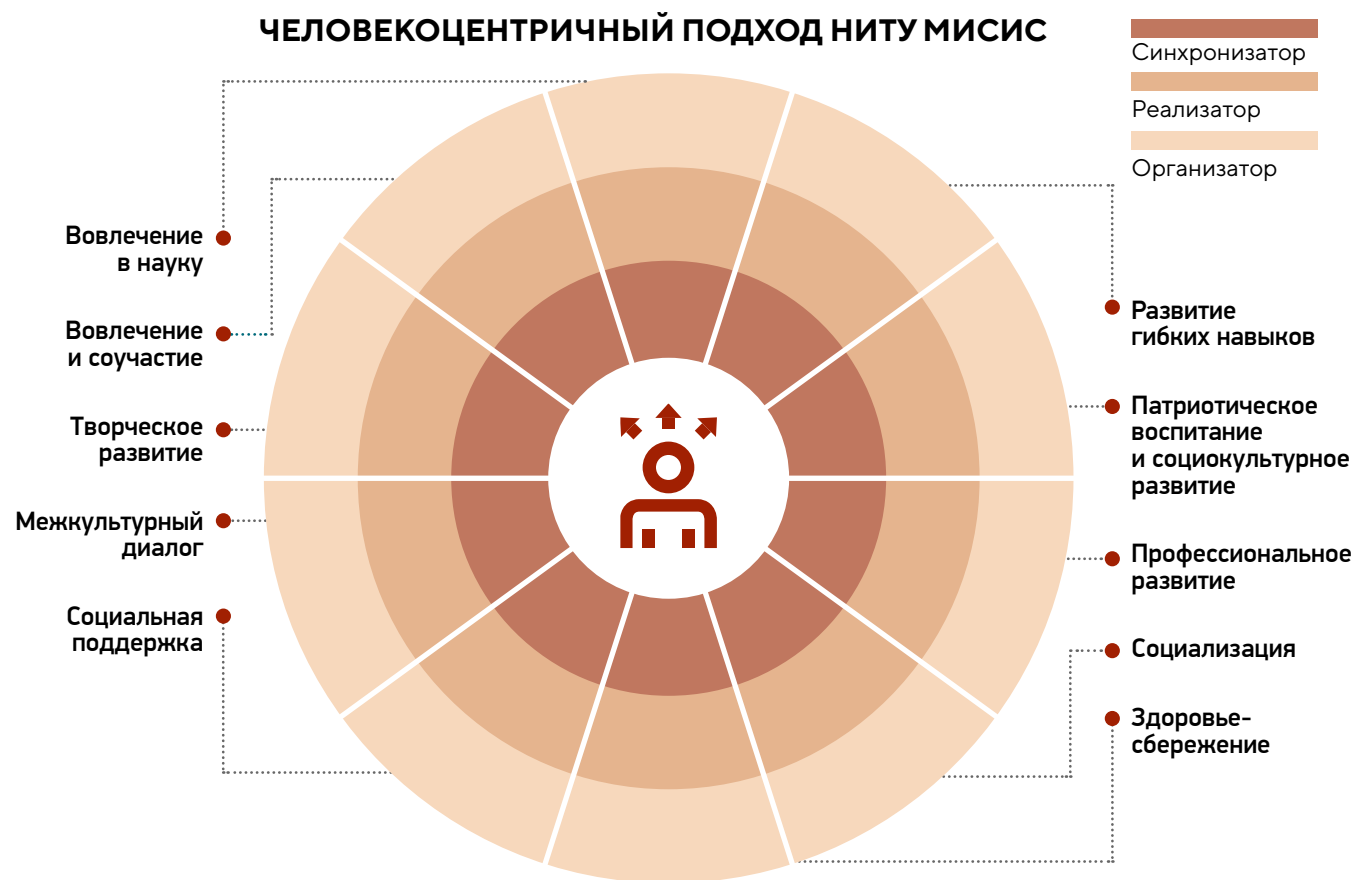 ЧЕЛОВЕКОЦЕНТРИЧНЫЙ ПОДХОД НИТУ МИСИС
Синхронизатор
Реализатор
Организатор
Вовлечение
в науку
Вовлечение
и соучастие
Творческое
развитие
Межкультурный
диалог
Социальная
поддержка
Развитие
гибких навыков
Патриотическое
воспитание
и социокультурное
развитие
Профессиональное
развитие
Социализация
Здоровье-
сбережение